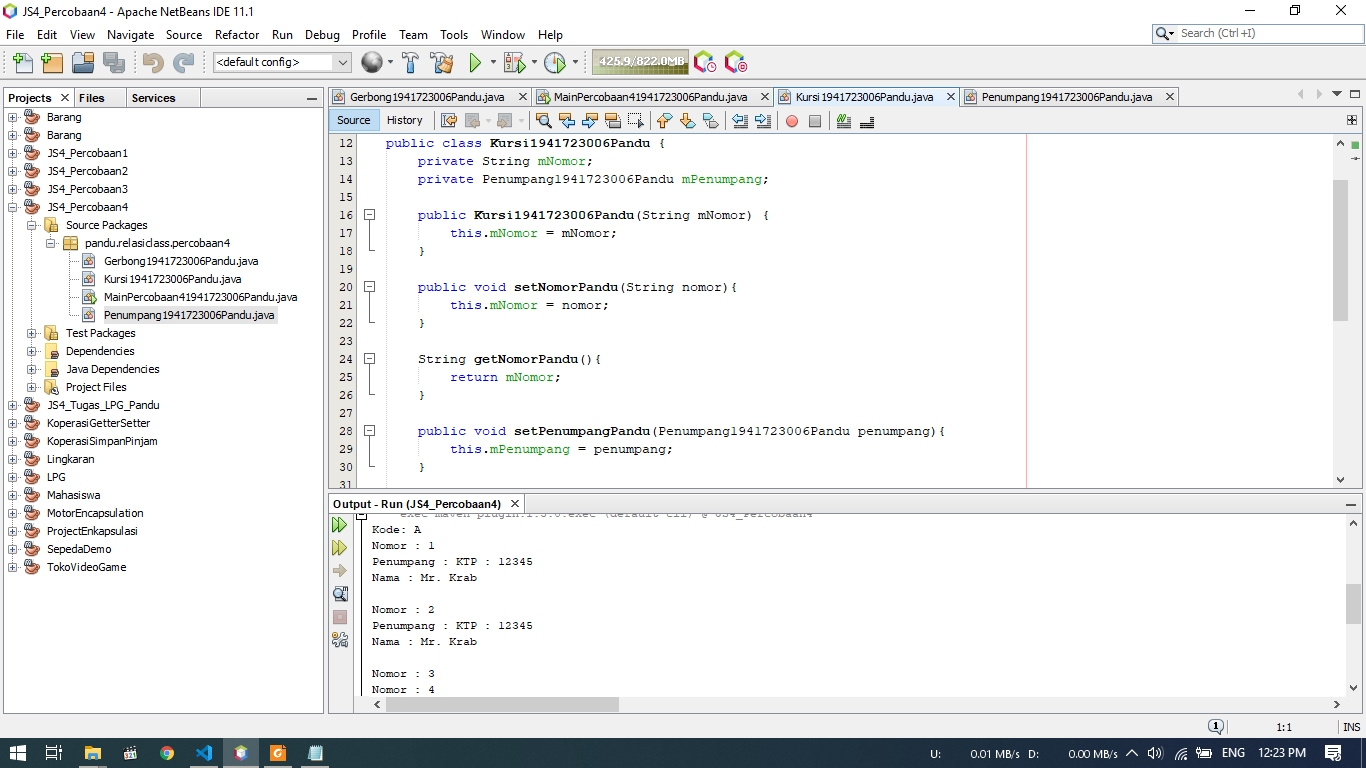 JS4_Percobaan4 - Apache NetBeans IDE 11.1
File Edit View Navigate Source Refactor Run Debug Profile Team Tools Window Help
Search (Ctrl+I)
<default config>
425.9/822.0MB
Projects Files Services
Barang
Barang
JS4_Percobaan1
JS4_Percobaan2
JS4_Percobaan3
JS4_Percobaan4
Source Packages
pandu.relasiclass.percobaan4
Gerbong1941723006Pandu.java
Kursi1941723006Pandu.java
MainPercobaan41941723006Pandu.java
Penumpang1941723006Pandu.java
Test Packages
Dependencies
Java Dependencies
Project Files
JS4_Tugas_LPG_Pandu
KoperasiGetterSetter
KoperasiSimpanPinjam
Lingkaran
LPG
Mahasiswa
MotorEncapsulation
ProjectEnkapsulasi
SepedaDemo
TokoVideoGame
Gerbong1941723006Pandu.java MainPercobaan41941723006Pandu.java Kursi1941723006Pandu.java Penumpang1941723006Pandu.java
Source History
12 public class Kursi1941723006Pandu {
13 private String mNomor;
14 private Penumpang1941723006Pandu mPenumpang;
15
16 public Kursi1941723006Pandu(String mNomor) {
17 this.mNomor = mNomor;
18 }
19
20 public void setNomorPandu(String nomor){
21 this.mNomor = nomor;
22 }
23
24 String getNomorPandu(){
25 return mNomor;
26 }
27
28 public void setPenumpangPandu(Penumpang1941723006Pandu penumpang){
29 this.mPenumpang = penumpang;
30 }
31
Output - Run (JS4_Percobaan4)
Kode: A
Nomor : 1
Penumpang : KTP : 12345
Nama : Mr. Krab
Nomor : 2
Penumpang : KTP : 12345
Nama : Mr. Krab
Nomor : 3
Nomor : 4
1 1:1 INS
U: 0.01 MB/s D: 0.00 MB/s ENG 12:23 PM